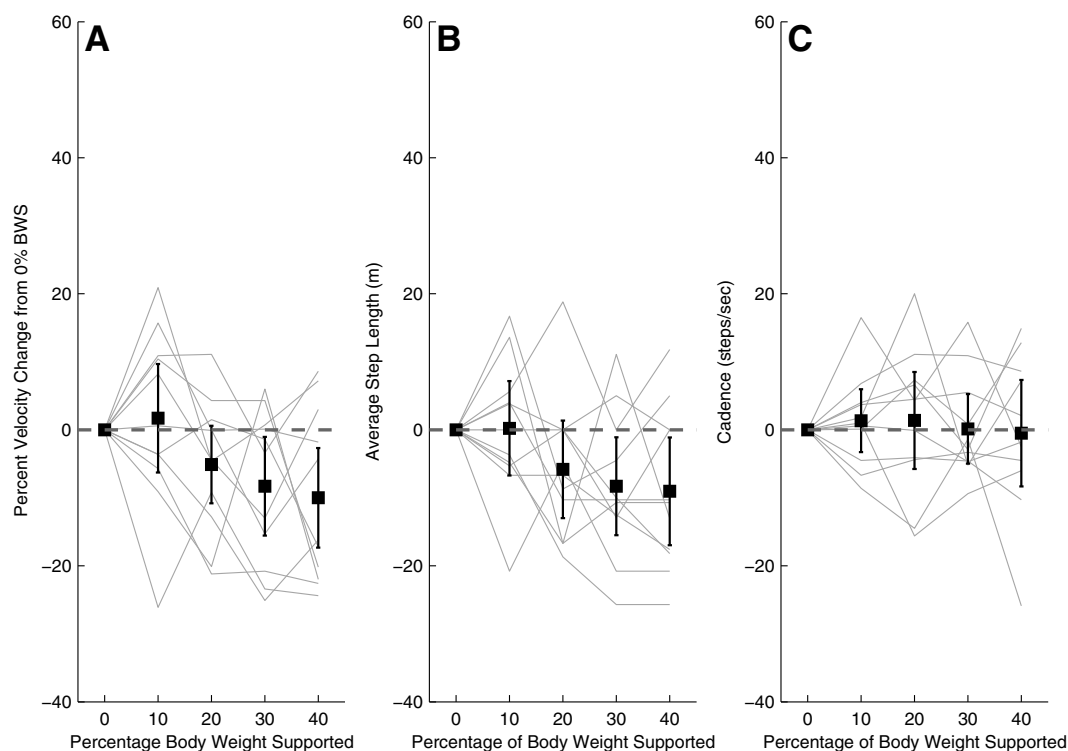 A
60
40
20
0
−20
−40
0 10 20 30 40
Percent Velocity Change from 0% BWS
Percentage Body Weight Supported
B
60
40
20
0
−20
−40
0 10 20 30 40
Average Step Length (m)
Percentage of Body Weight Supported
C
60
40
20
0
−20
−40
0 10 20 30 40
Cadence (steps/sec)
Percentage of Body Weight Supported